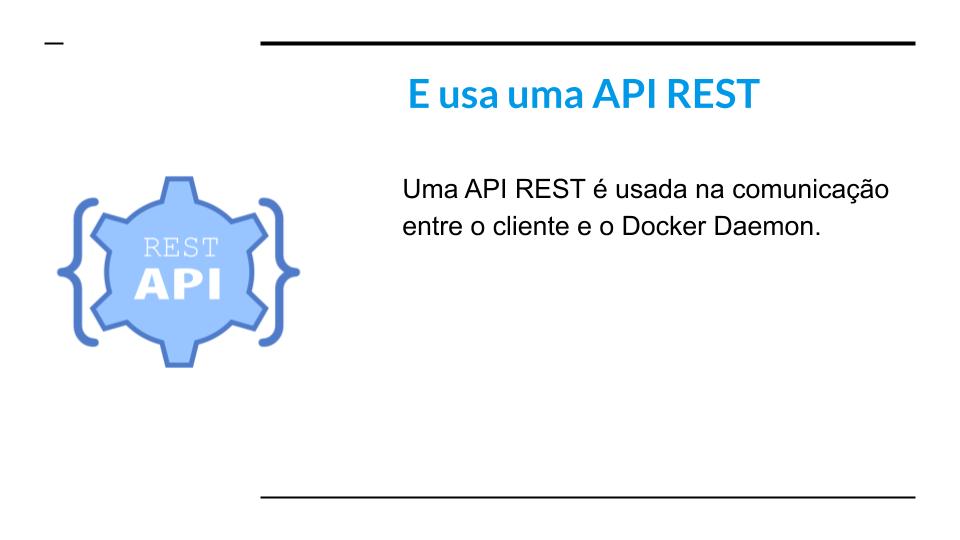 E usa uma API REST
Uma API REST é usada na comunicação
entre o cliente e o Docker Daemon.
REST
API